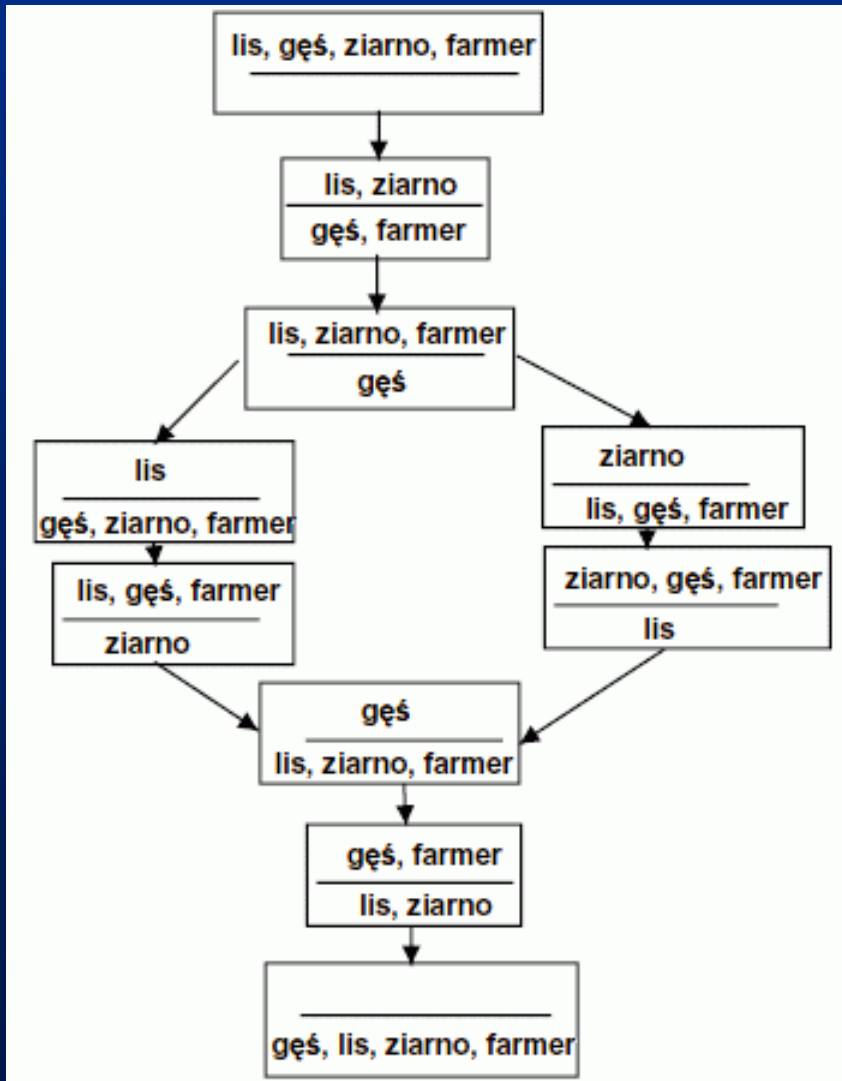 lis, gęś, ziarno, farmer
lis, ziarno
gęś, farmer
lis, ziarno, farmer
gęś
lis
gęś, ziarno, farmer
ziarno
lis, gęś, farmer
lis, gęś, farmer
ziarno
ziarno, gęś, farmer
lis
gęś
lis, ziarno, farmer
gęś, farmer
lis, ziarno
gęś, lis, ziarno, farmer